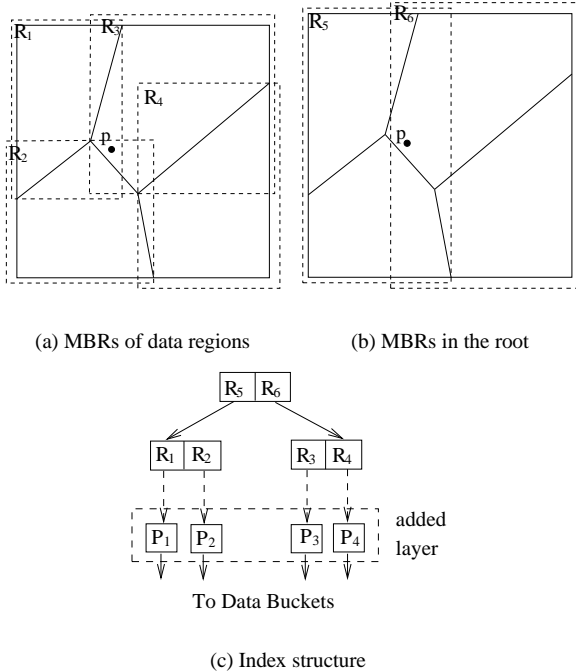 R1 R3
R4
p
R2
(a) MBRs of data regions
R5 R6
p
(b) MBRs in the root
R5 R6
R1 R2 R3 R4
P1 P2 P3 P4
added
layer
To Data Buckets
(c) Index structure